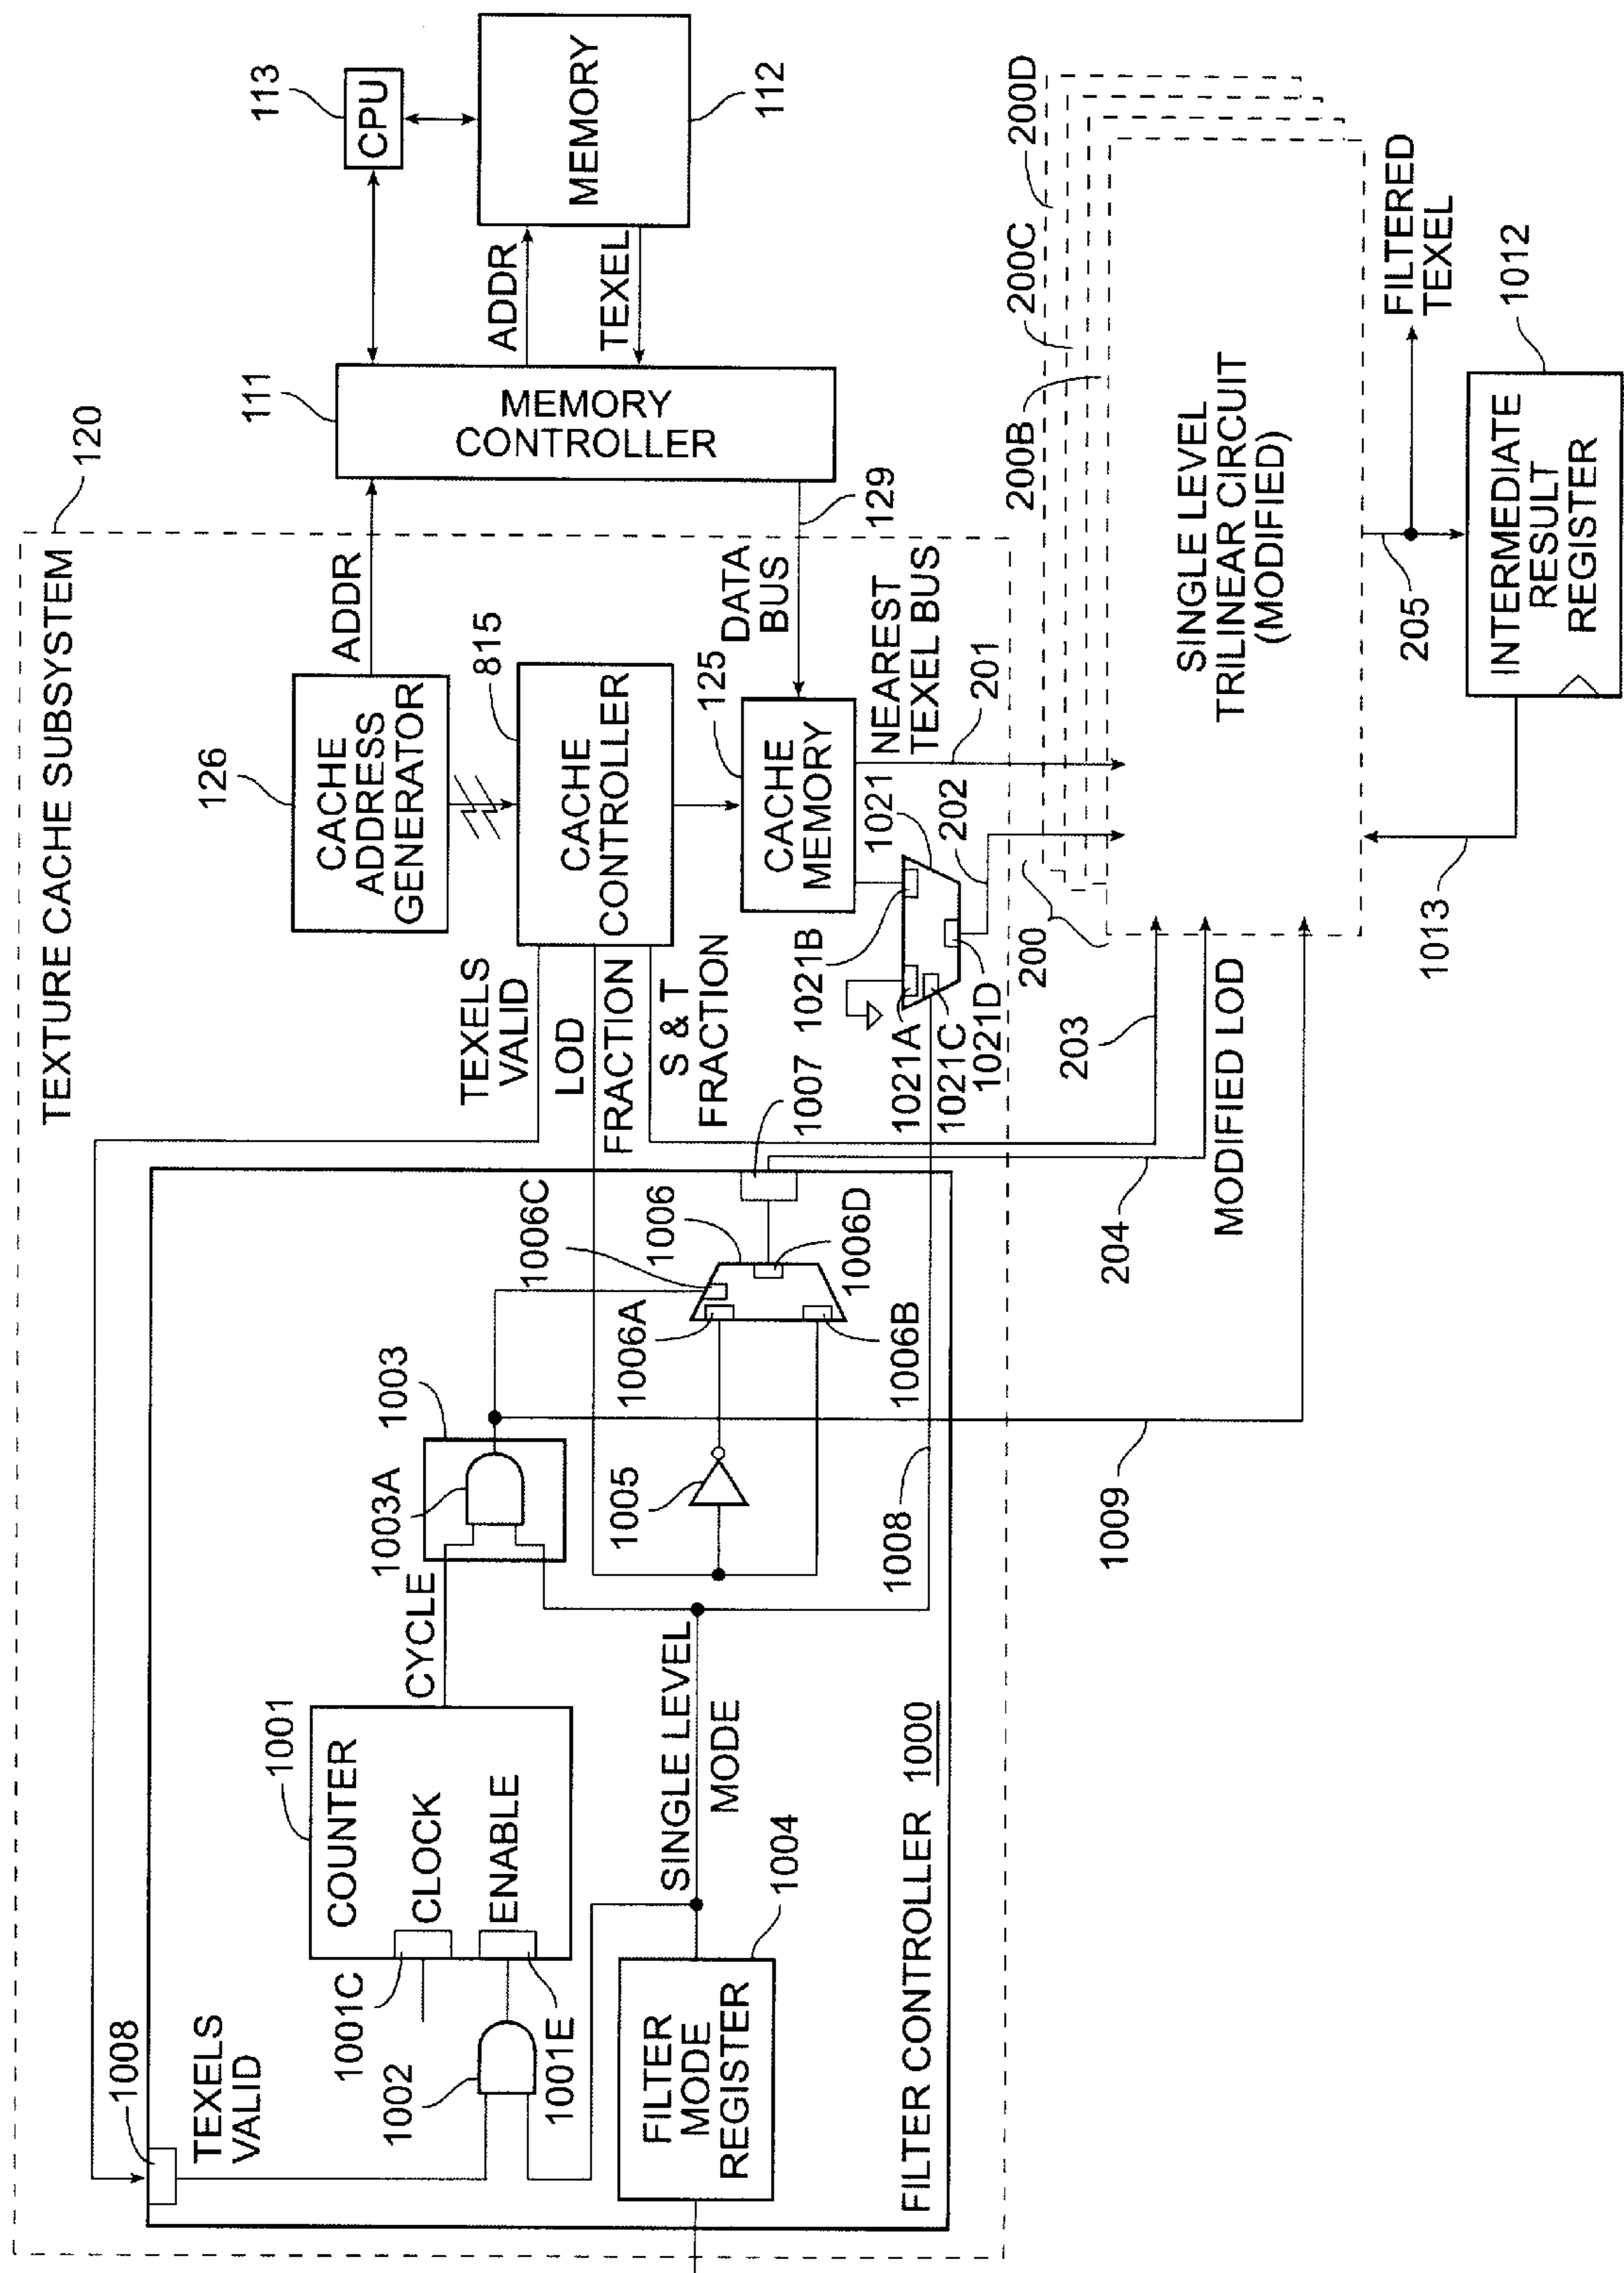 TEXTURE CACHE SUBSYSTEM
120
TEXELS
VALID
1008
1002
1001C
1001E
COUNTER
CLOCK
ENABLE
1001
CYCLE
1003A
1003
FILTER
MODE
REGISTER
1004
SINGLE LEVEL
MODE
FILTER CONTROLLER 1000
1005
1008
1006A
1006B
1006C
1006
1006D
1007
1009
TEXELS
VALID
LOD
FRACTION
S & T
FRACTION
126
CACHE
ADDRESS
GENERATOR
ADDR
CACHE
CONTROLLER
815
CACHE
MEMORY
125
DATA
BUS
129
NEAREST
TEXEL BUS
201
1021
1021A
1021B
1021C
1021D
202
203
204
MODIFIED LOD
111
MEMORY
CONTROLLER
ADDR
TEXEL
113
CPU
MEMORY
112
200
200B
200C
200D
SINGLE LEVEL
TRILINEAR CIRCUIT
(MODIFIED)
205
FILTERED
TEXEL
1013
INTERMEDIATE
RESULT
REGISTER
1012